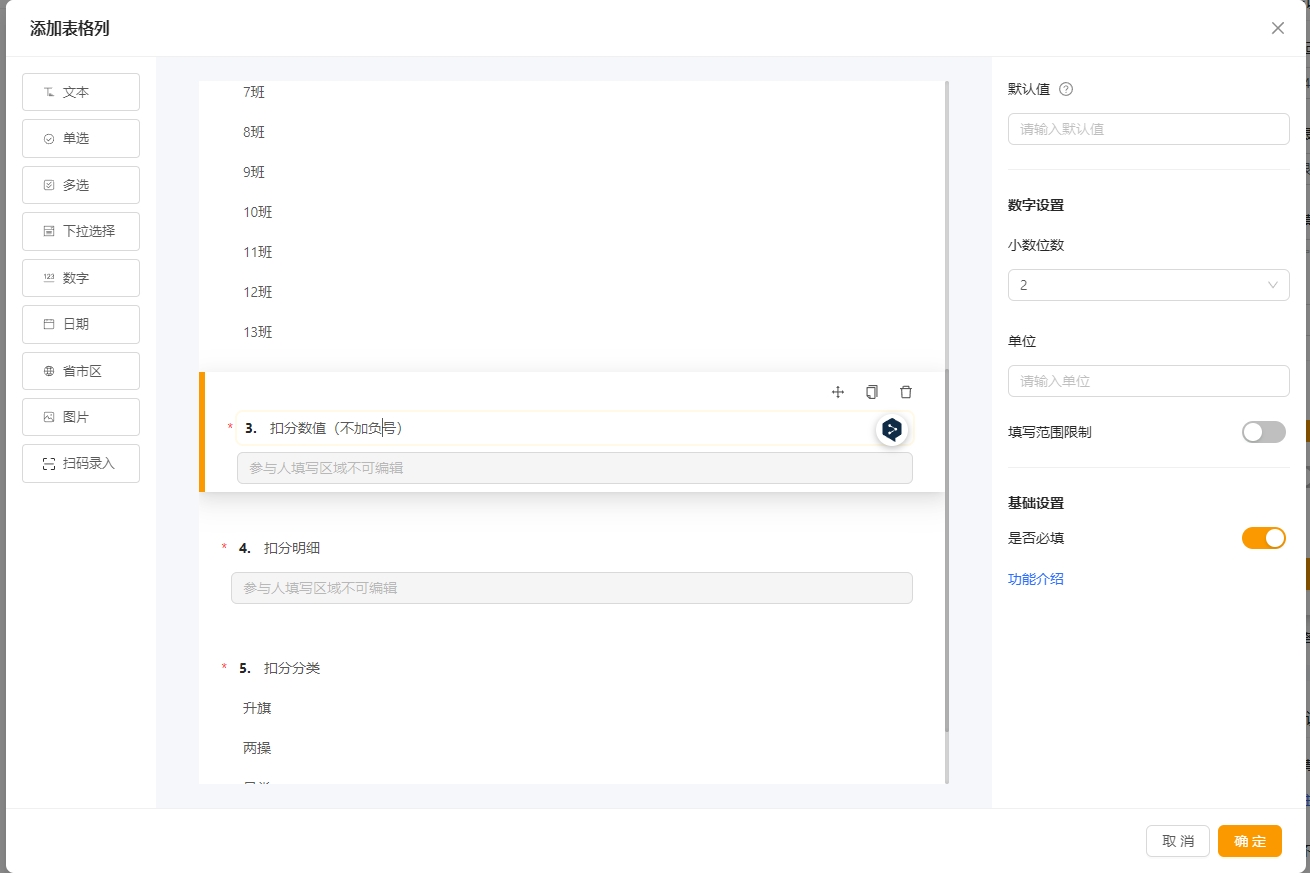 添加表格列
文本
单选
多选
下拉选择
123 数字
日期
省市区
图片
扫码录入
7班
8班
9班
10班
11班
12班
13班
* 3. 扣分数值（不加负号）
参与人填写区域不可编辑
* 4. 扣分明细
参与人填写区域不可编辑
* 5. 扣分分类
升旗
两操
默认值
请输入默认值
数字设置
小数位数
2
单位
请输入单位
填写范围限制
基础设置
是否必填
功能介绍
取 消
确 定